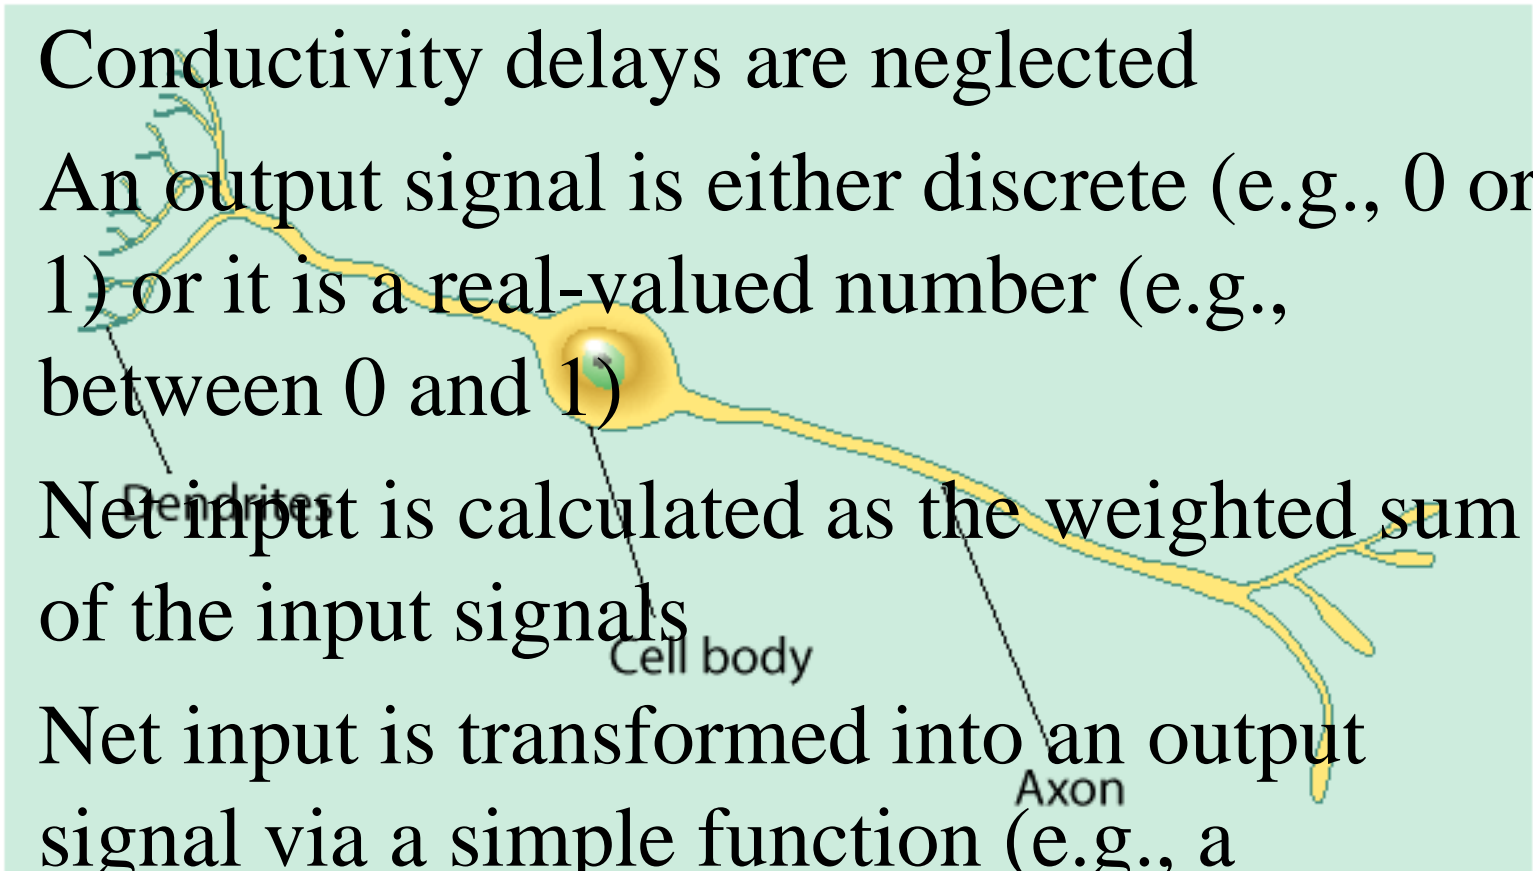 Conductivity delays are neglected
An output signal is either discrete (e.g., 0 or
1) or it is a real-valued number (e.g.,
between 0 and 1)
Dendrites
Net input is calculated as the weighted sum
of the input signals
Cell body
Net input is transformed into an output
Axon
signal via a simple function (e.g., a